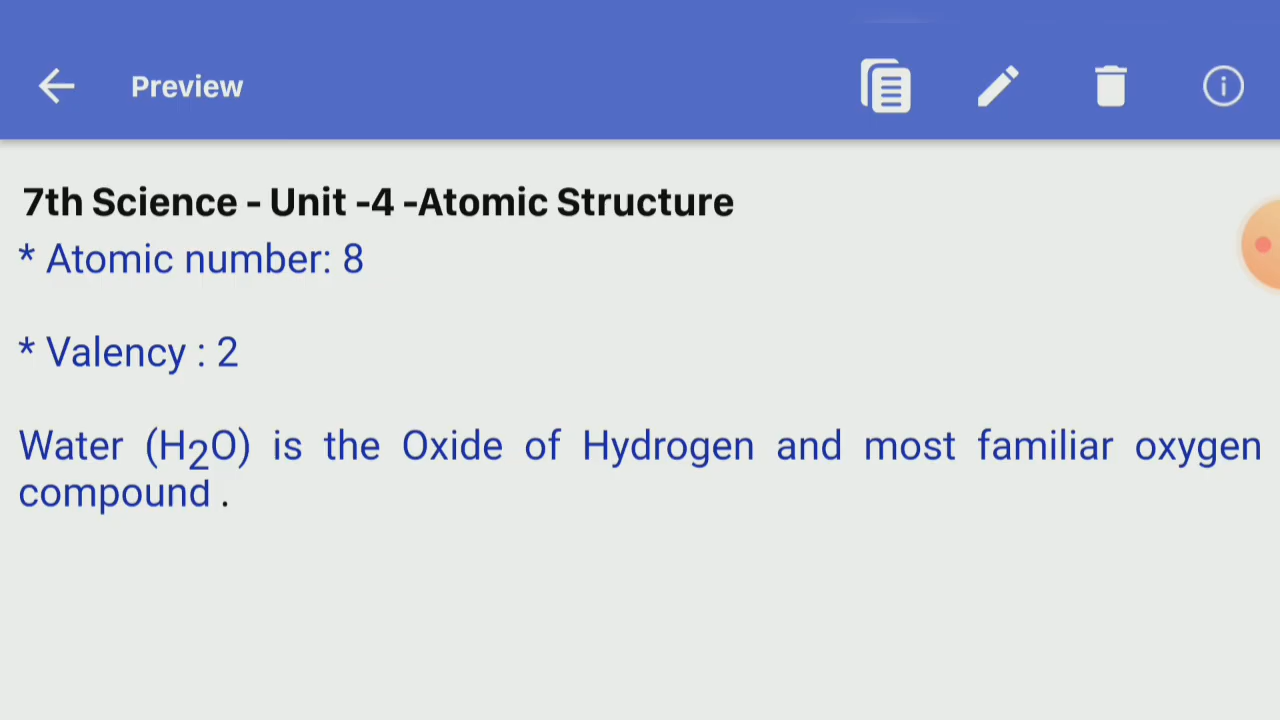 Preview
7th Science - Unit -4 -Atomic Structure
* Atomic number: 8
* Valency : 2
Water (H2O) is the Oxide of Hydrogen and most familiar oxygen
compound .